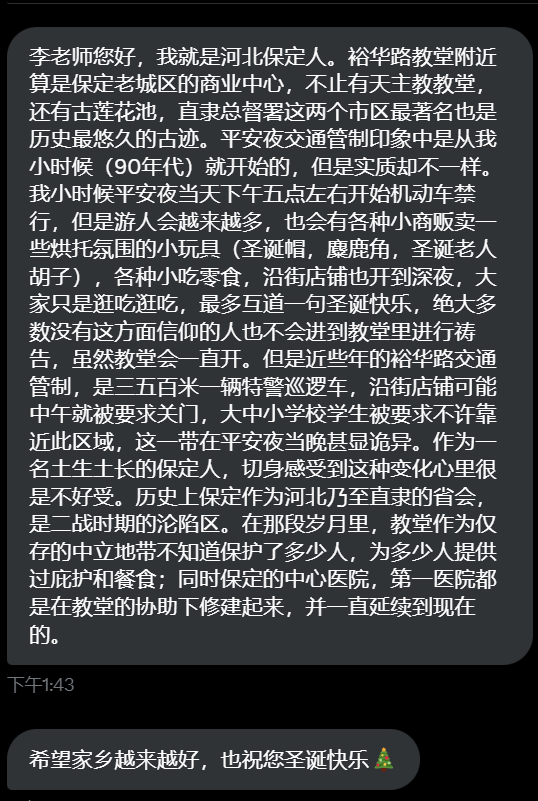 李老师您好，我就是河北保定人。裕华路教堂附近
算是保定老城区的商业中心，不止有天主教教堂，
还有古莲花池，直隶总督署这两个市区最著名也是
历史最悠久的古迹。平安夜交通管制印象中是从我
小时候（90年代）就开始的，但是实质却不一样。
我小时候平安夜当天下午五点左右开始机动车禁
行，但是游人会越来越多，也会有各种小商贩卖一
些烘托氛围的小玩具（圣诞帽，麋鹿角，圣诞老人
胡子），各种小吃零食，沿街店铺也开到深夜，大
家只是逛吃逛吃，最多互道一句圣诞快乐，绝大多
数没有这方面信仰的人也不会进到教堂里进行祷
告，虽然教堂会一直开。但是近些年的裕华路交通
管制，是三五百米一辆特警巡逻车，沿街店铺可能
中午就被要求关门，大中小学校学生被要求不许靠
近此区域，这一带在平安夜当晚甚显诡异。作为一
名土生土长的保定人，切身感受到这种变化心里很
是不好受。历史上保定作为河北乃至直隶的省会，
是二战时期的沦陷区。在那段岁月里，教堂作为仅
存的中立地带不知道保护了多少人，为多少人提供
过庇护和餐食；同时保定的中心医院，第一医院都
是在教堂的协助下修建起来，并一直延续到现在
的。
下午1:43
希望家乡越来越好，也祝您圣诞快乐🎄